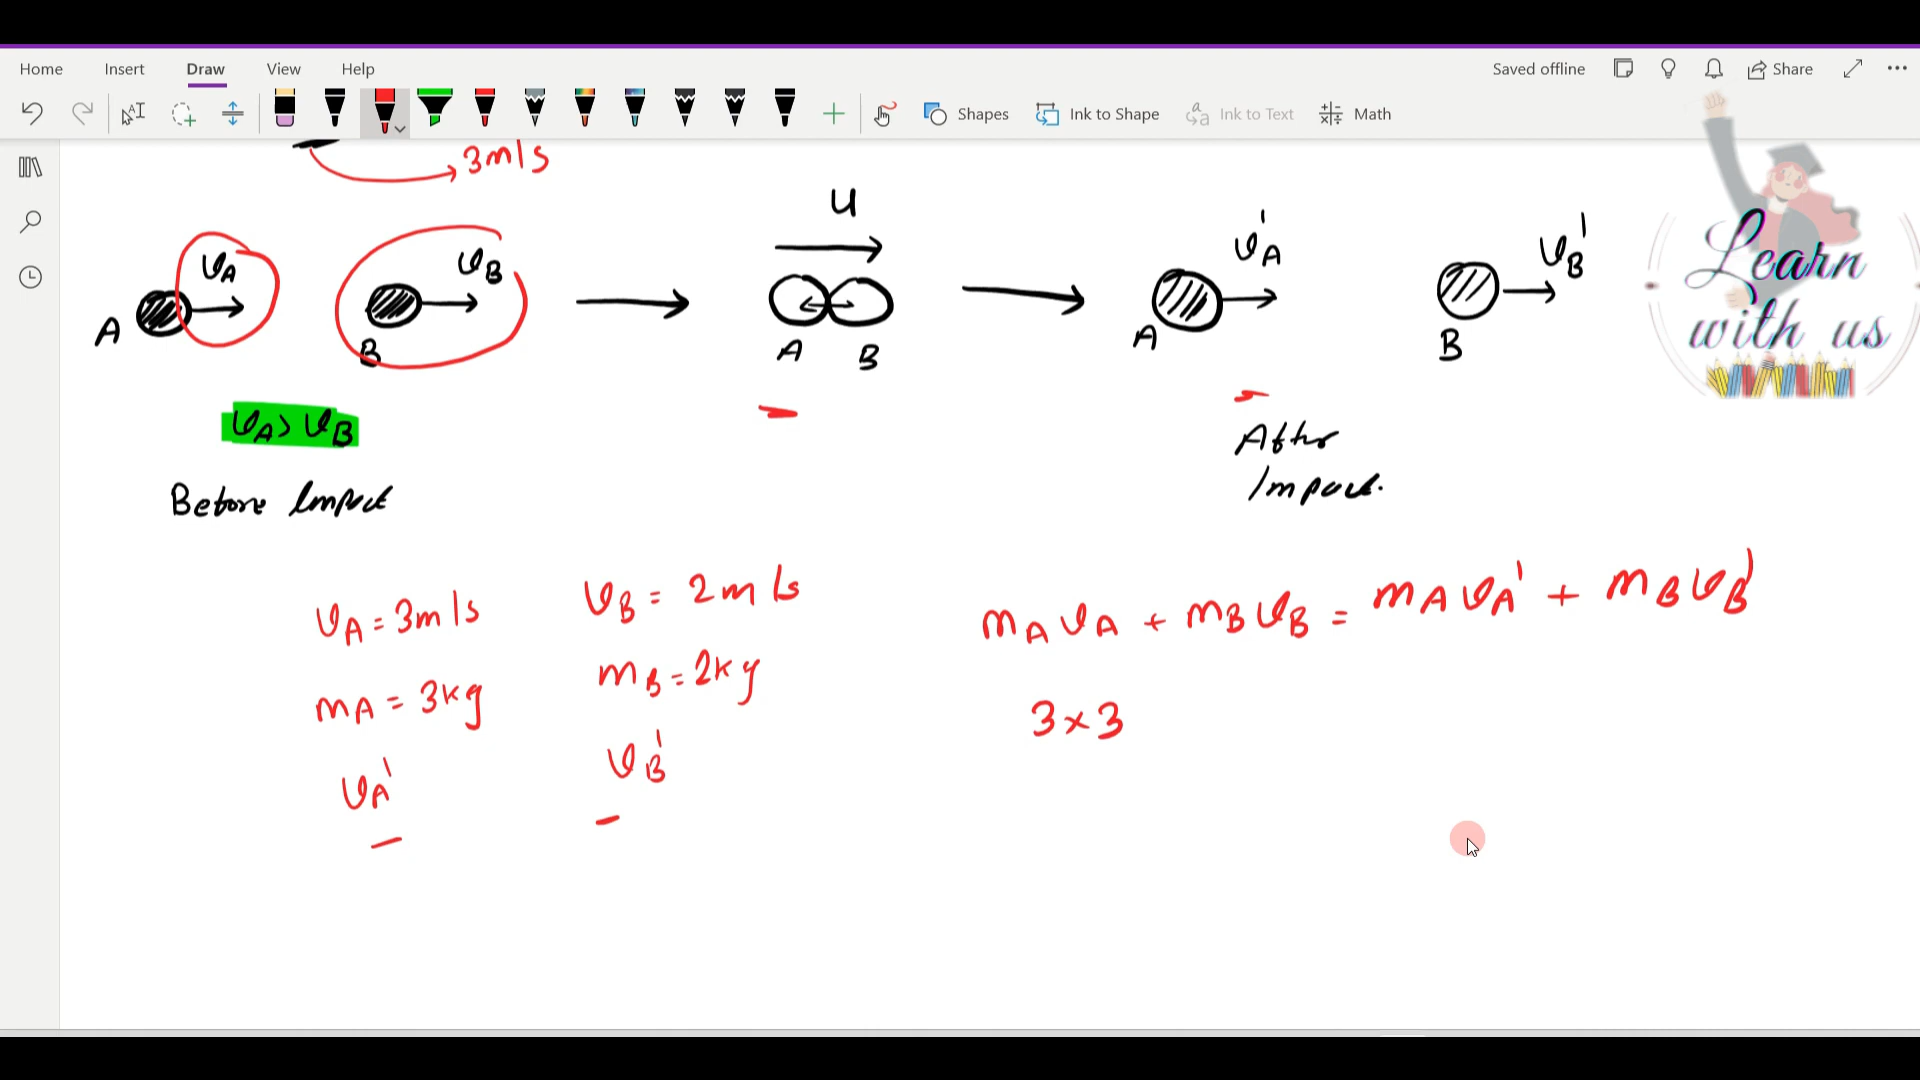 Home Insert Draw View Help Saved offline Share
Shapes Ink to Shape Ink to Text Math
3m/s
u
A vA B vB A B A vA' B vB'
vA > vB
Before Impact
After
Impact.
vA = 3m/s vB = 2m/s mAvA + mBvB = mAvA' + mBvB'
mA = 3kg mB = 2kg 3×3
vA' vB'
Learn
with us